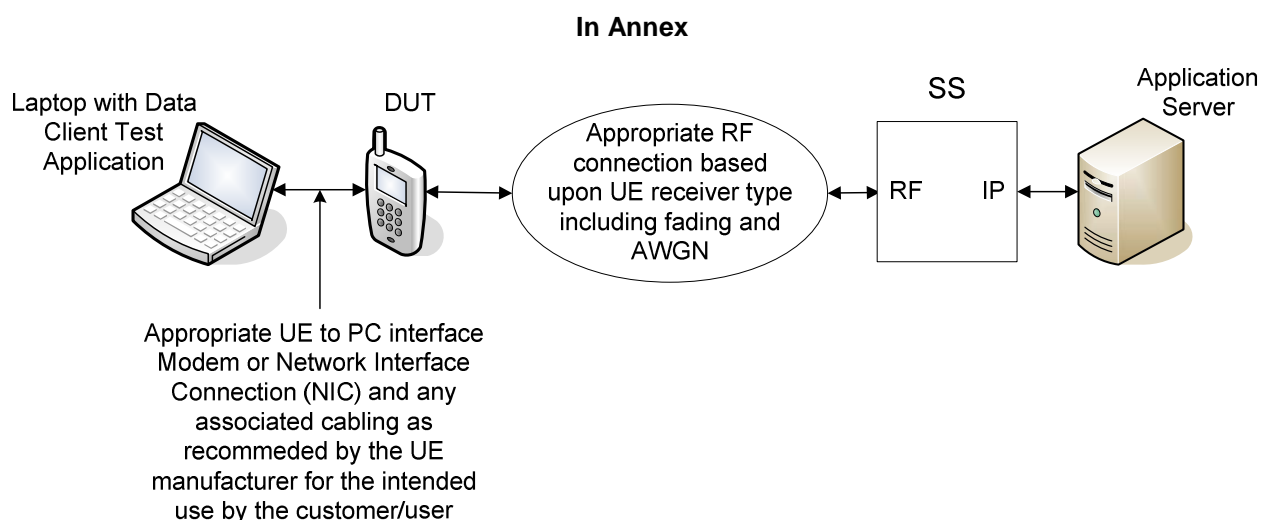 In Annex
Laptop with Data
Client Test
Application
DUT
Appropriate RF
connection based
upon UE receiver type
including fading and
AWGN
SS
RF IP
Application
Server
Appropriate UE to PC interface
Modem or Network Interface
Connection (NIC) and any
associated cabling as
recommeded by the UE
manufacturer for the intended
use by the customer/user